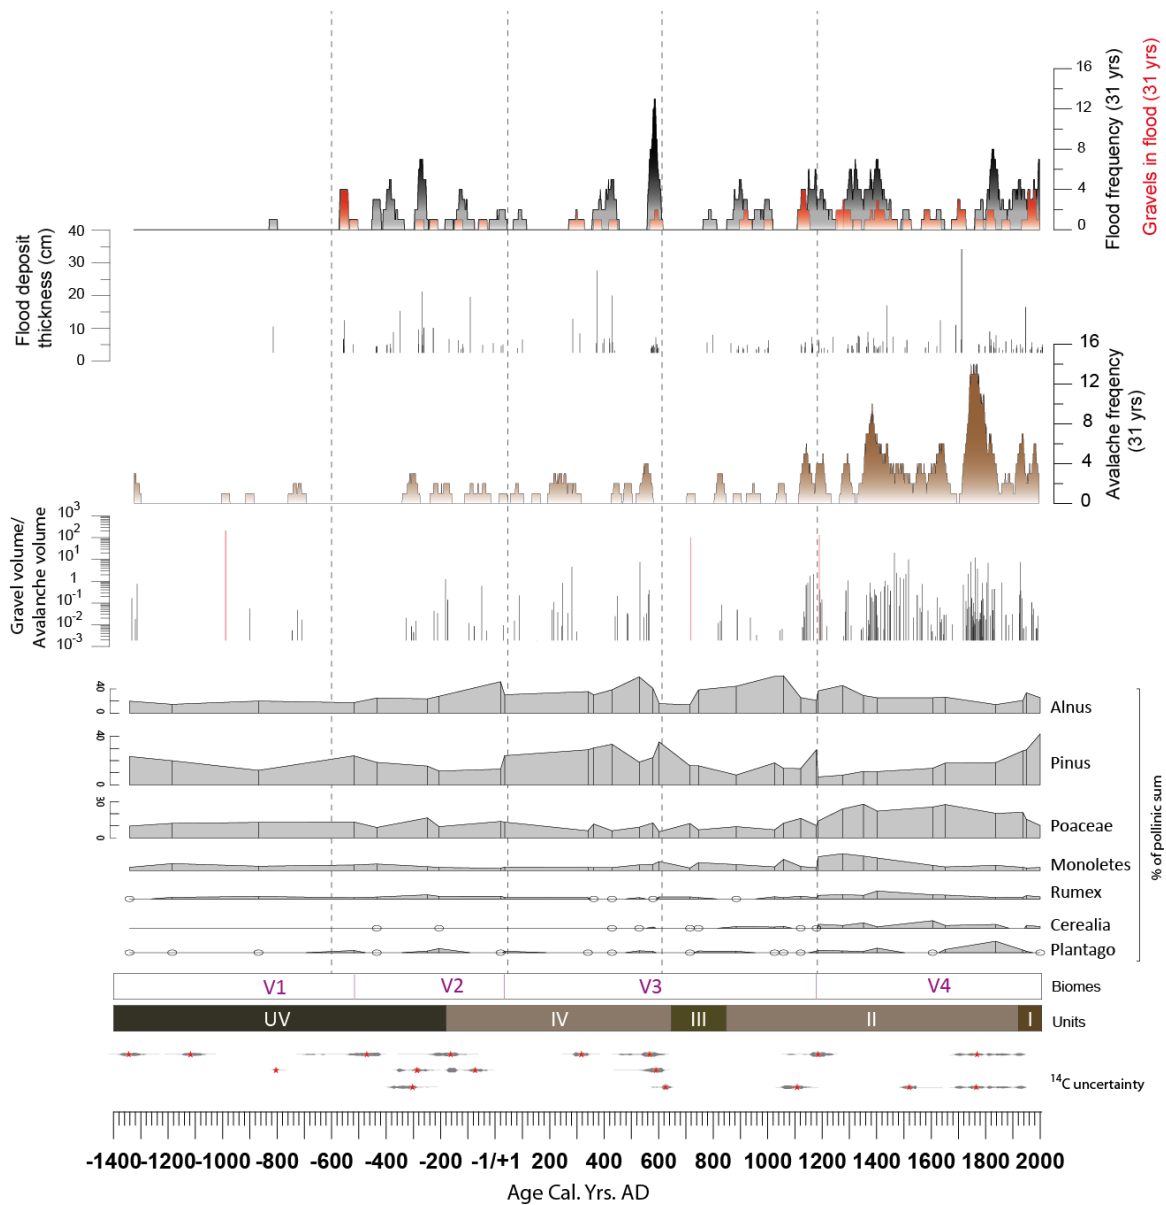 16
12
8
4
0
Flood frequency (31 yrs)
Gravels in flood (31 yrs)
40
30
20
10
0
Flood deposit
thickness (cm)
16
12
8
4
0
Avalache freqency
(31 yrs)
10³
10²
10¹
1
10⁻¹
10⁻²
10⁻³
Gravel volume/
Avalanche volume
40
0
Alnus
40
0
Pinus
30
0
Poaceae
Monoletes
Rumex
Cerealia
Plantago
% of pollinic sum
V1 V2 V3 V4 Biomes
UV IV III II I Units
¹⁴C uncertainty
-1400 -1200 -1000 -800 -600 -400 -200 -1/+1 200 400 600 800 1000 1200 1400 1600 1800 2000
Age Cal. Yrs. AD